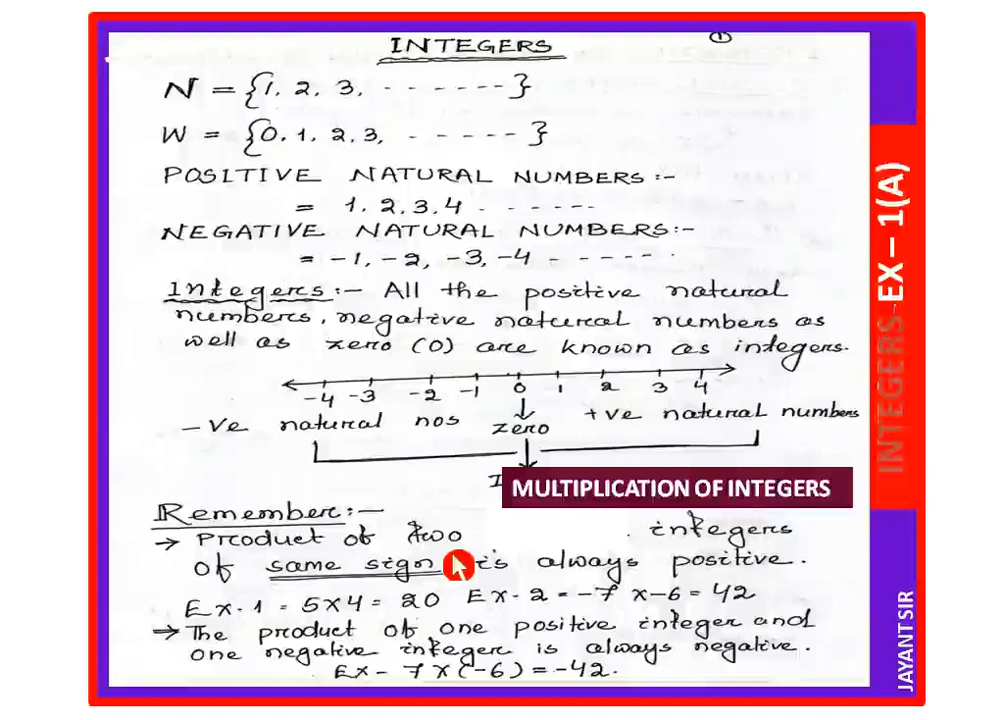 INTEGERS
①
N = {1, 2, 3, - - - - - - }
W = {0, 1, 2, 3, - - - - - }
POSITIVE NATURAL NUMBERS :-
= 1, 2, 3, 4 - - - - - -
NEGATIVE NATURAL NUMBERS:-
= -1, -2, -3, -4 - - - - - -
Integers:- All the positive natural
numbers, negative natural numbers as
well as zero (0) are known as integers.
-4 -3 -2 -1 0 1 2 3 4
-ve natural nos zero +ve natural numbers
MULTIPLICATION OF INTEGERS
Remember:-
→ Product of two integers
of same sign is always positive.
Ex-1 = 5x4 = 20 Ex-2 = -7 x-6 = 42
→ The product of one positive integer and
one negative integer is always negative.
Ex - 7 x (-6) = -42.
INTEGERS-EX – 1(A)
JAYANT SIR